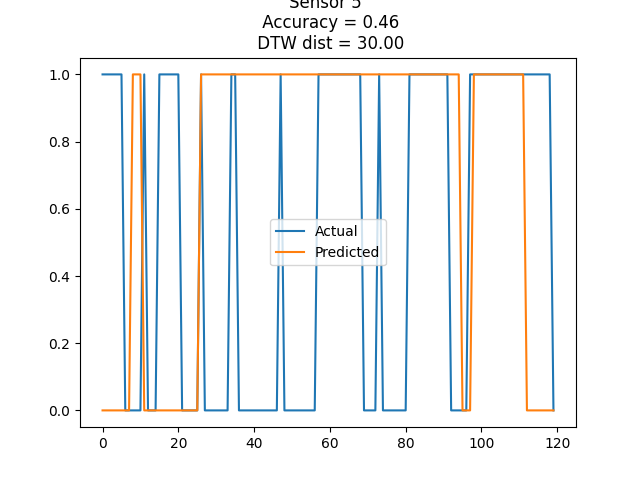 Sensor 5
Accuracy = 0.46
DTW dist = 30.00
1.0
0.8
0.6
0.4
0.2
0.0
Actual
Predicted
0 20 40 60 80 100 120